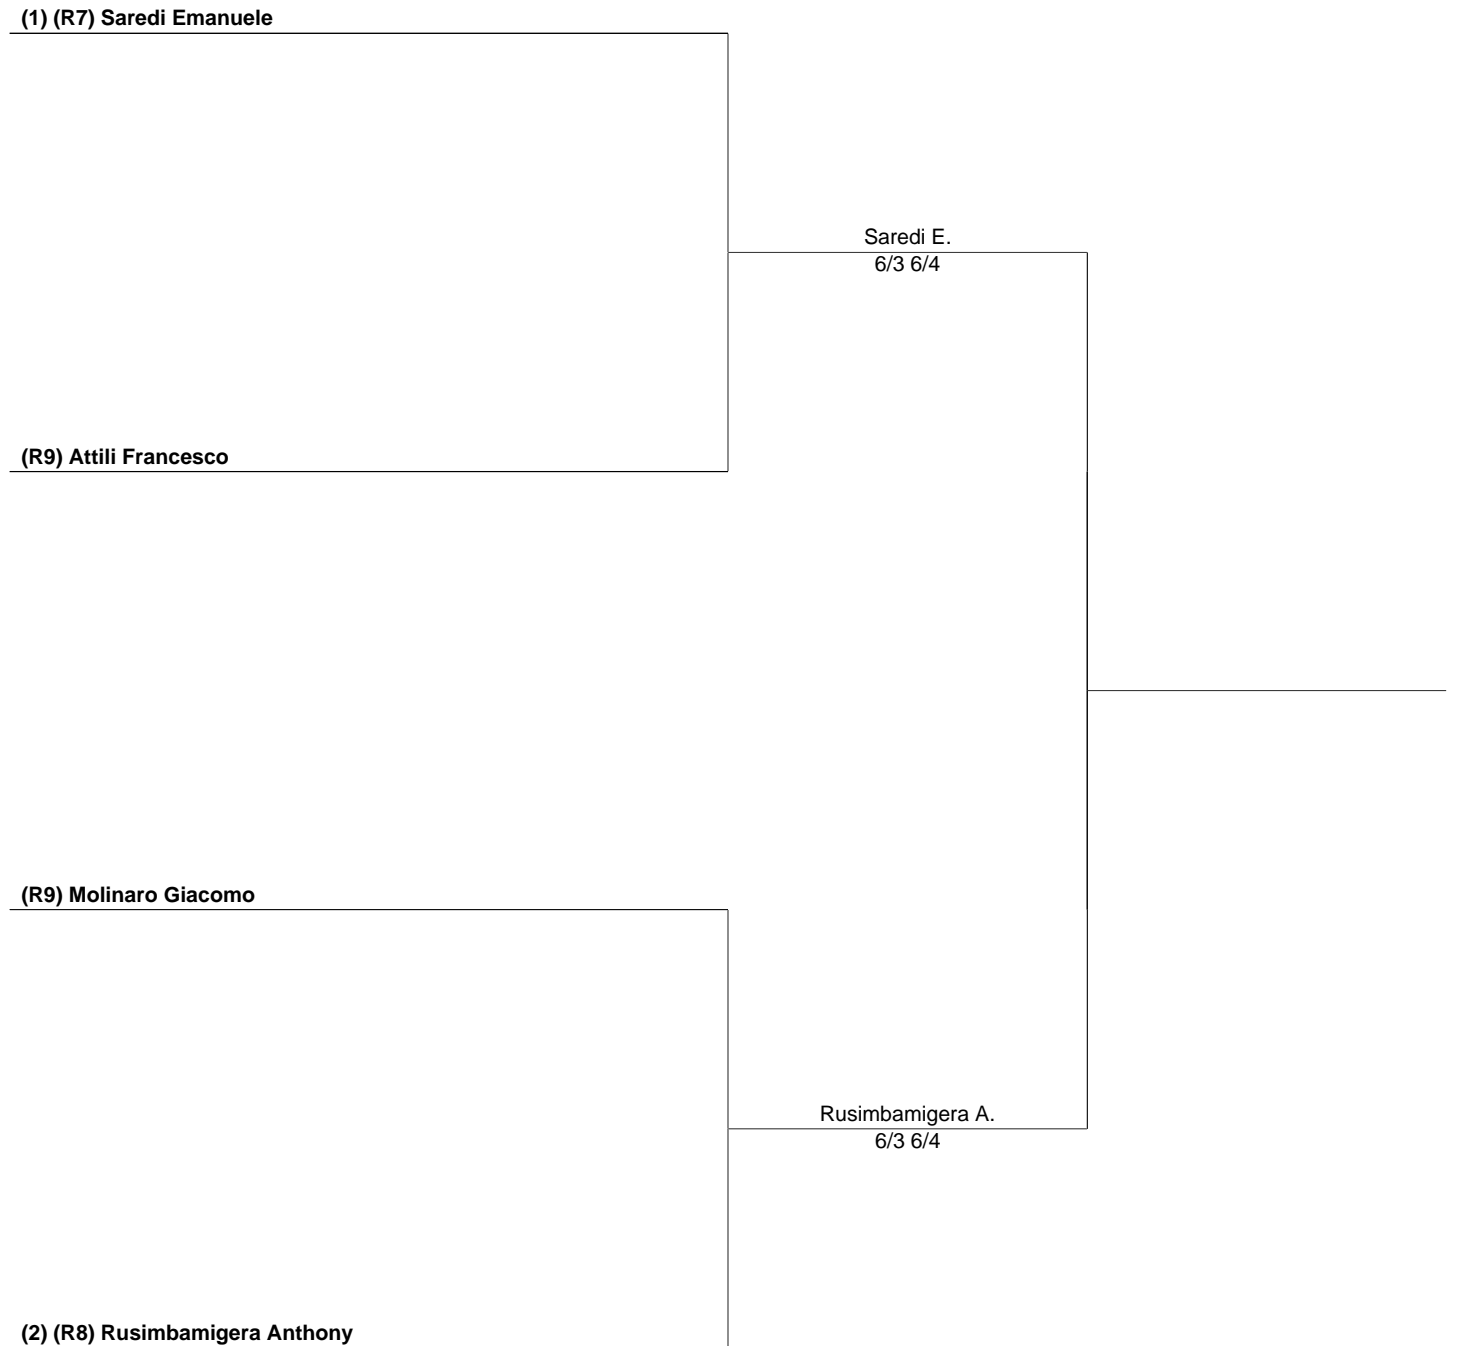 (1) (R7) Saredi Emanuele
Saredi E.
6/3 6/4
(R9) Attili Francesco
(R9) Molinaro Giacomo
Rusimbamigera A.
6/3 6/4
(2) (R8) Rusimbamigera Anthony